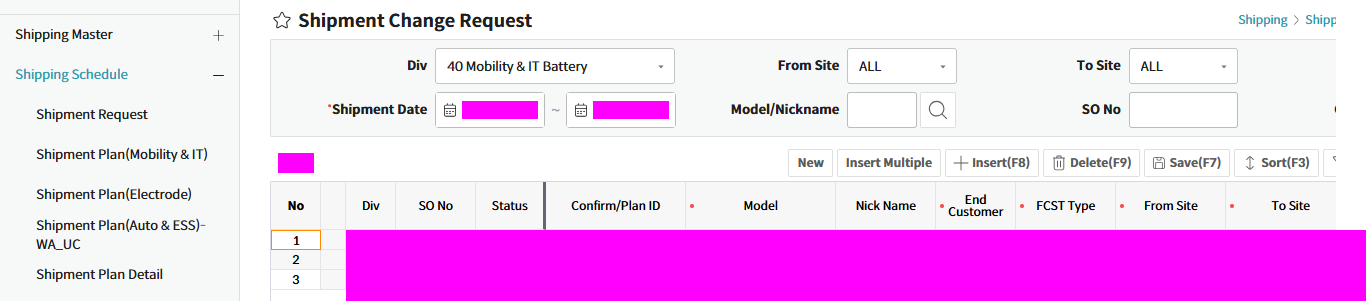 Shipping Master
Shipping Schedule
Shipment Request
Shipment Plan(Mobility & IT)
Shipment Plan(Electrode)
Shipment Plan(Auto & ESS)-
WA_UC
Shipment Plan Detail
Shipment Change Request
Shipping > Shipp
Div 40 Mobility & IT Battery From Site ALL To Site ALL
*Shipment Date ~ Model/Nickname SO No
New Insert Multiple Insert(F8) Delete(F9) Save(F7) Sort(F3)
No Div SO No Status Confirm/Plan ID Model Nick Name End Customer FCST Type From Site To Site
1
2
3